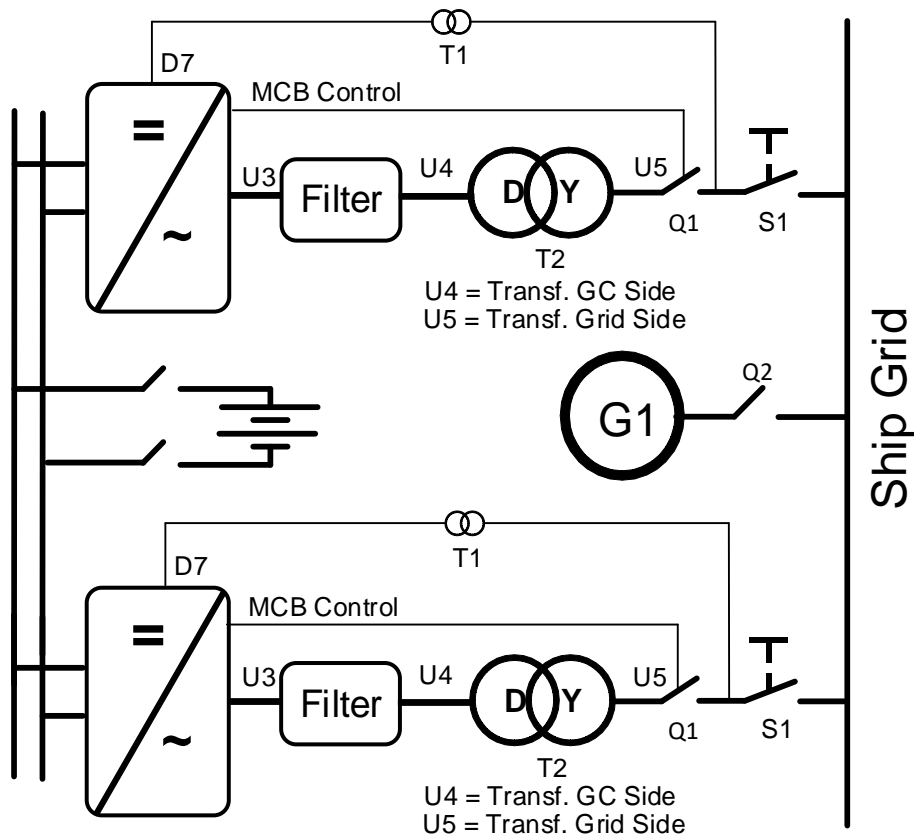 T1
D7
MCB Control
=
~
U3
Filter
U4
D Y
U5
Q1
S1
T2
U4 = Transf. GC Side
U5 = Transf. Grid Side
Ship Grid
G1
Q2
T1
D7
MCB Control
=
~
U3
Filter
U4
D Y
U5
Q1
S1
T2
U4 = Transf. GC Side
U5 = Transf. Grid Side